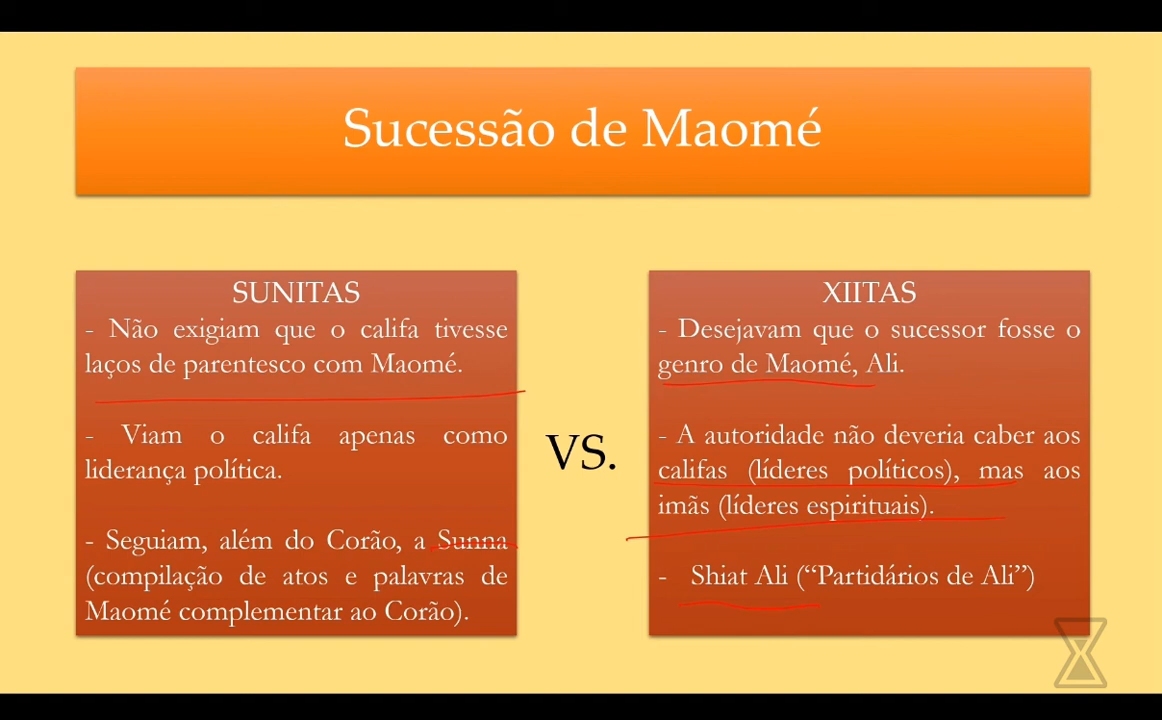 Sucessão de Maomé
SUNITAS
- Não exigiam que o califa tivesse
laços de parentesco com Maomé.
- Viam o califa apenas como
liderança política.
- Seguiam, além do Corão, a Sunna
(compilação de atos e palavras de
Maomé complementar ao Corão).
VS.
XIITAS
- Desejavam que o sucessor fosse o
genro de Maomé, Ali.
- A autoridade não deveria caber aos
califas (líderes políticos), mas aos
imãs (líderes espirituais).
- Shiat Ali (“Partidários de Ali”)